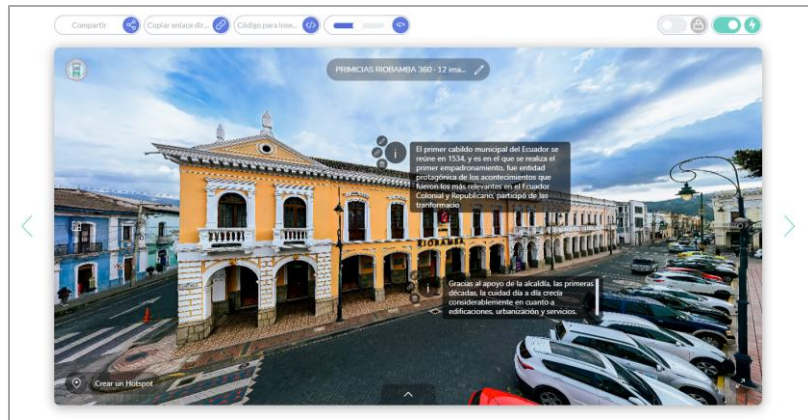 Compartir
Copiar enlace dir...
Código para inse...
PRIMICIAS RIOBAMBA 360 - 12 ima...
El primer cabildo municipal del Ecuador se
reúne en 1534, y es en el que se realiza el
primer empadronamiento, fue entidad
protagónica de los acontecimientos que
fueron los más relevantes en el Ecuador
Colonial y Republicano, participó de las
tranformacio
RIOBAMBA
Gracias al apoyo de la alcaldía, las primeras
décadas, la cuidad día a día crecía
considerablemente en cuanto a
edificaciones, urbanización y servicios.
Crear un Hotspot